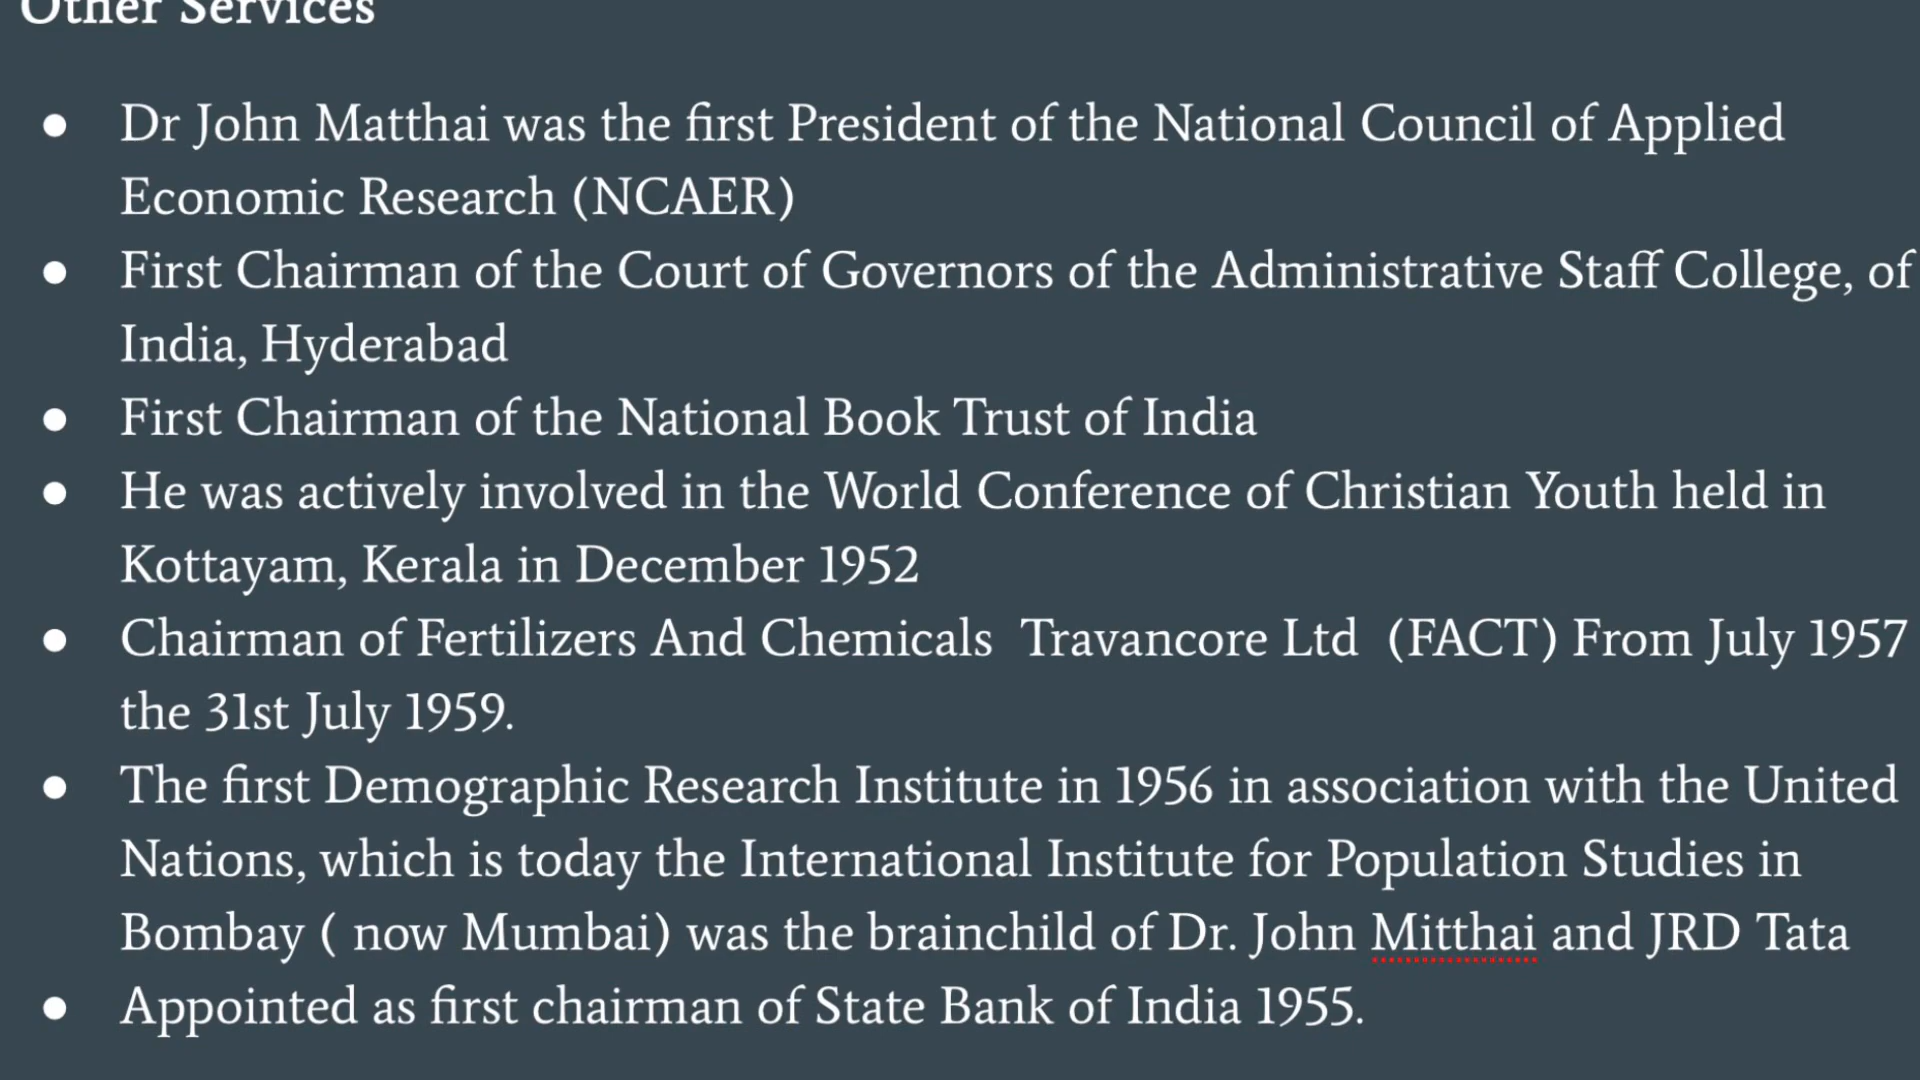 Other Services
● Dr John Matthai was the first President of the National Council of Applied
Economic Research (NCAER)
● First Chairman of the Court of Governors of the Administrative Staff College, of
India, Hyderabad
● First Chairman of the National Book Trust of India
● He was actively involved in the World Conference of Christian Youth held in
Kottayam, Kerala in December 1952
● Chairman of Fertilizers And Chemicals  Travancore Ltd  (FACT) From July 1957
the 31st July 1959.
● The first Demographic Research Institute in 1956 in association with the United
Nations, which is today the International Institute for Population Studies in
Bombay ( now Mumbai) was the brainchild of Dr. John Mitthai and JRD Tata
● Appointed as first chairman of State Bank of India 1955.